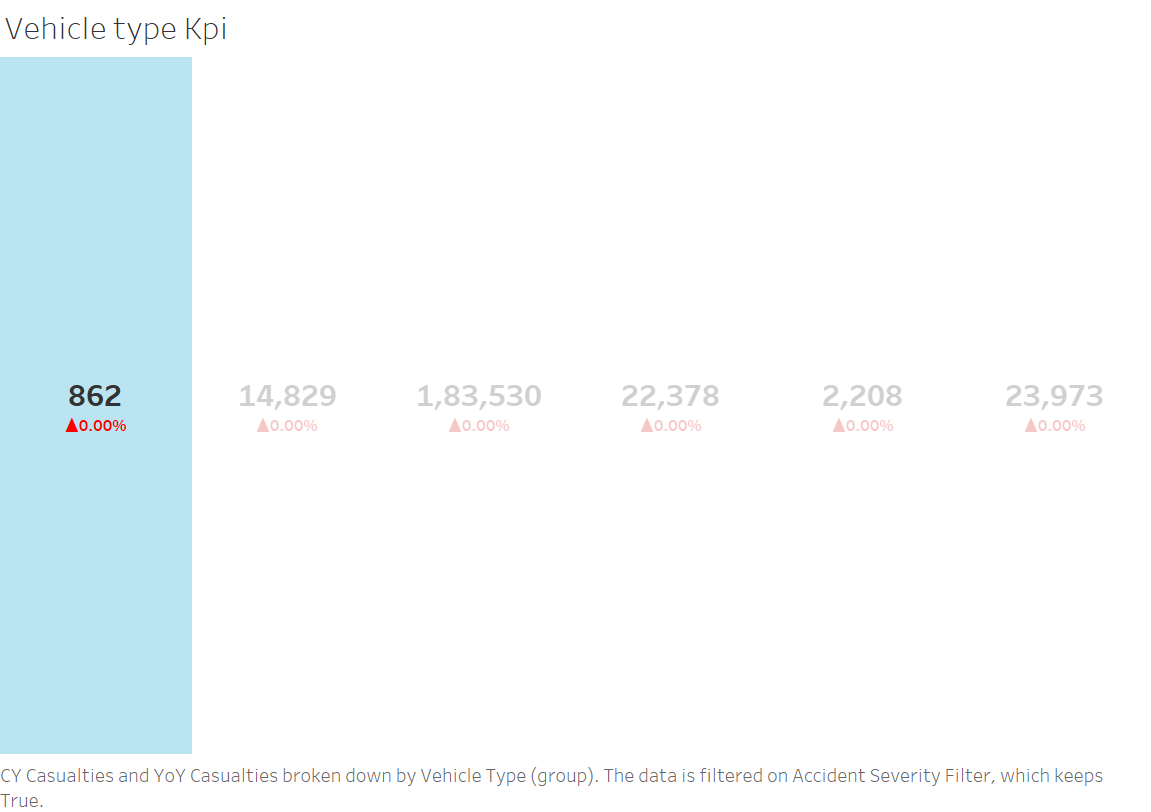 Vehicle type Kpi
862 14,829 1,83,530 22,378 2,208 23,973
▲0.00% ▲0.00% ▲0.00% ▲0.00% ▲0.00% ▲0.00%
CY Casualties and YoY Casualties broken down by Vehicle Type (group). The data is filtered on Accident Severity Filter, which keeps
True.